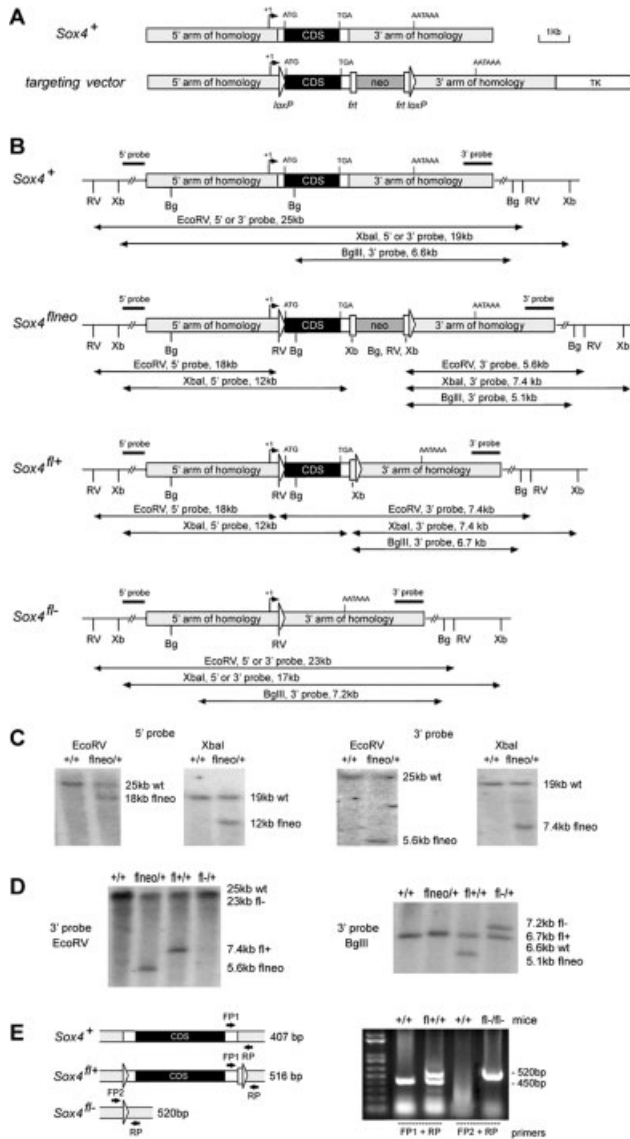 A
Sox4+
+1
ATG
TGA
AATAAA
5' arm of homology
CDS
3' arm of homology
1Kb
targeting vector
+1
ATG
TGA
AATAAA
5' arm of homology
CDS
neo
3' arm of homology
TK
loxP
frt
frt loxP
B
Sox4+
5' probe
+1
ATG
TGA
AATAAA
3' probe
5' arm of homology
CDS
3' arm of homology
RV
Xb
Bg
Bg
Bg
RV
Xb
EcoRV, 5' or 3' probe, 25kb
XbaI, 5' or 3' probe, 19kb
BglII, 3' probe, 6.6kb
Sox4flneo
5' probe
+1
ATG
TGA
AATAAA
3' probe
5' arm of homology
CDS
neo
3' arm of homology
RV
Xb
Bg
RV
Bg
Xb
Bg, RV, Xb
Bg
RV
Xb
EcoRV, 5' probe, 18kb
EcoRV, 3' probe, 5.6kb
XbaI, 5' probe, 12kb
XbaI, 3' probe, 7.4 kb
BglII, 3' probe, 5.1kb
Sox4fl+
5' probe
+1
ATG
TGA
AATAAA
3' probe
5' arm of homology
CDS
3' arm of homology
RV
Xb
Bg
RV
Bg
Xb
Bg
RV
Xb
EcoRV, 5' probe, 18kb
EcoRV, 3' probe, 7.4kb
XbaI, 5' probe, 12kb
XbaI, 3' probe, 7.4 kb
BglII, 3' probe, 6.7 kb
Sox4fl-
5' probe
+1
AATAAA
3' probe
5' arm of homology
3' arm of homology
RV
Xb
Bg
RV
Bg
RV
Xb
EcoRV, 5' or 3' probe, 23kb
XbaI, 5' or 3' probe, 17kb
BglII, 3' probe, 7.2kb
C
5' probe
3' probe
EcoRV
XbaI
EcoRV
XbaI
+/+ flneo/+
+/+ flneo/+
+/+ flneo/+
+/+ flneo/+
25kb wt
18kb flneo
19kb wt
12kb flneo
25kb wt
5.6kb flneo
19kb wt
7.4kb flneo
D
+/+ flneo/+ fl+/+ fl-/+
3' probe
EcoRV
25kb wt
23kb fl-
7.4kb fl+
5.6kb flneo
+/+ flneo/+ fl+/+ fl-/+
3' probe
BglII
7.2kb fl-
6.7kb fl+
6.6kb wt
5.1kb flneo
E
Sox4+
FP1
CDS
407 bp
RP
Sox4fl+
FP1
CDS
516 bp
RP
FP2
Sox4fl-
520bp
RP
+/+ fl+/+ +/+ fl-/fl- mice
- 520bp
- 450bp
FP1 + RP FP2 + RP primers